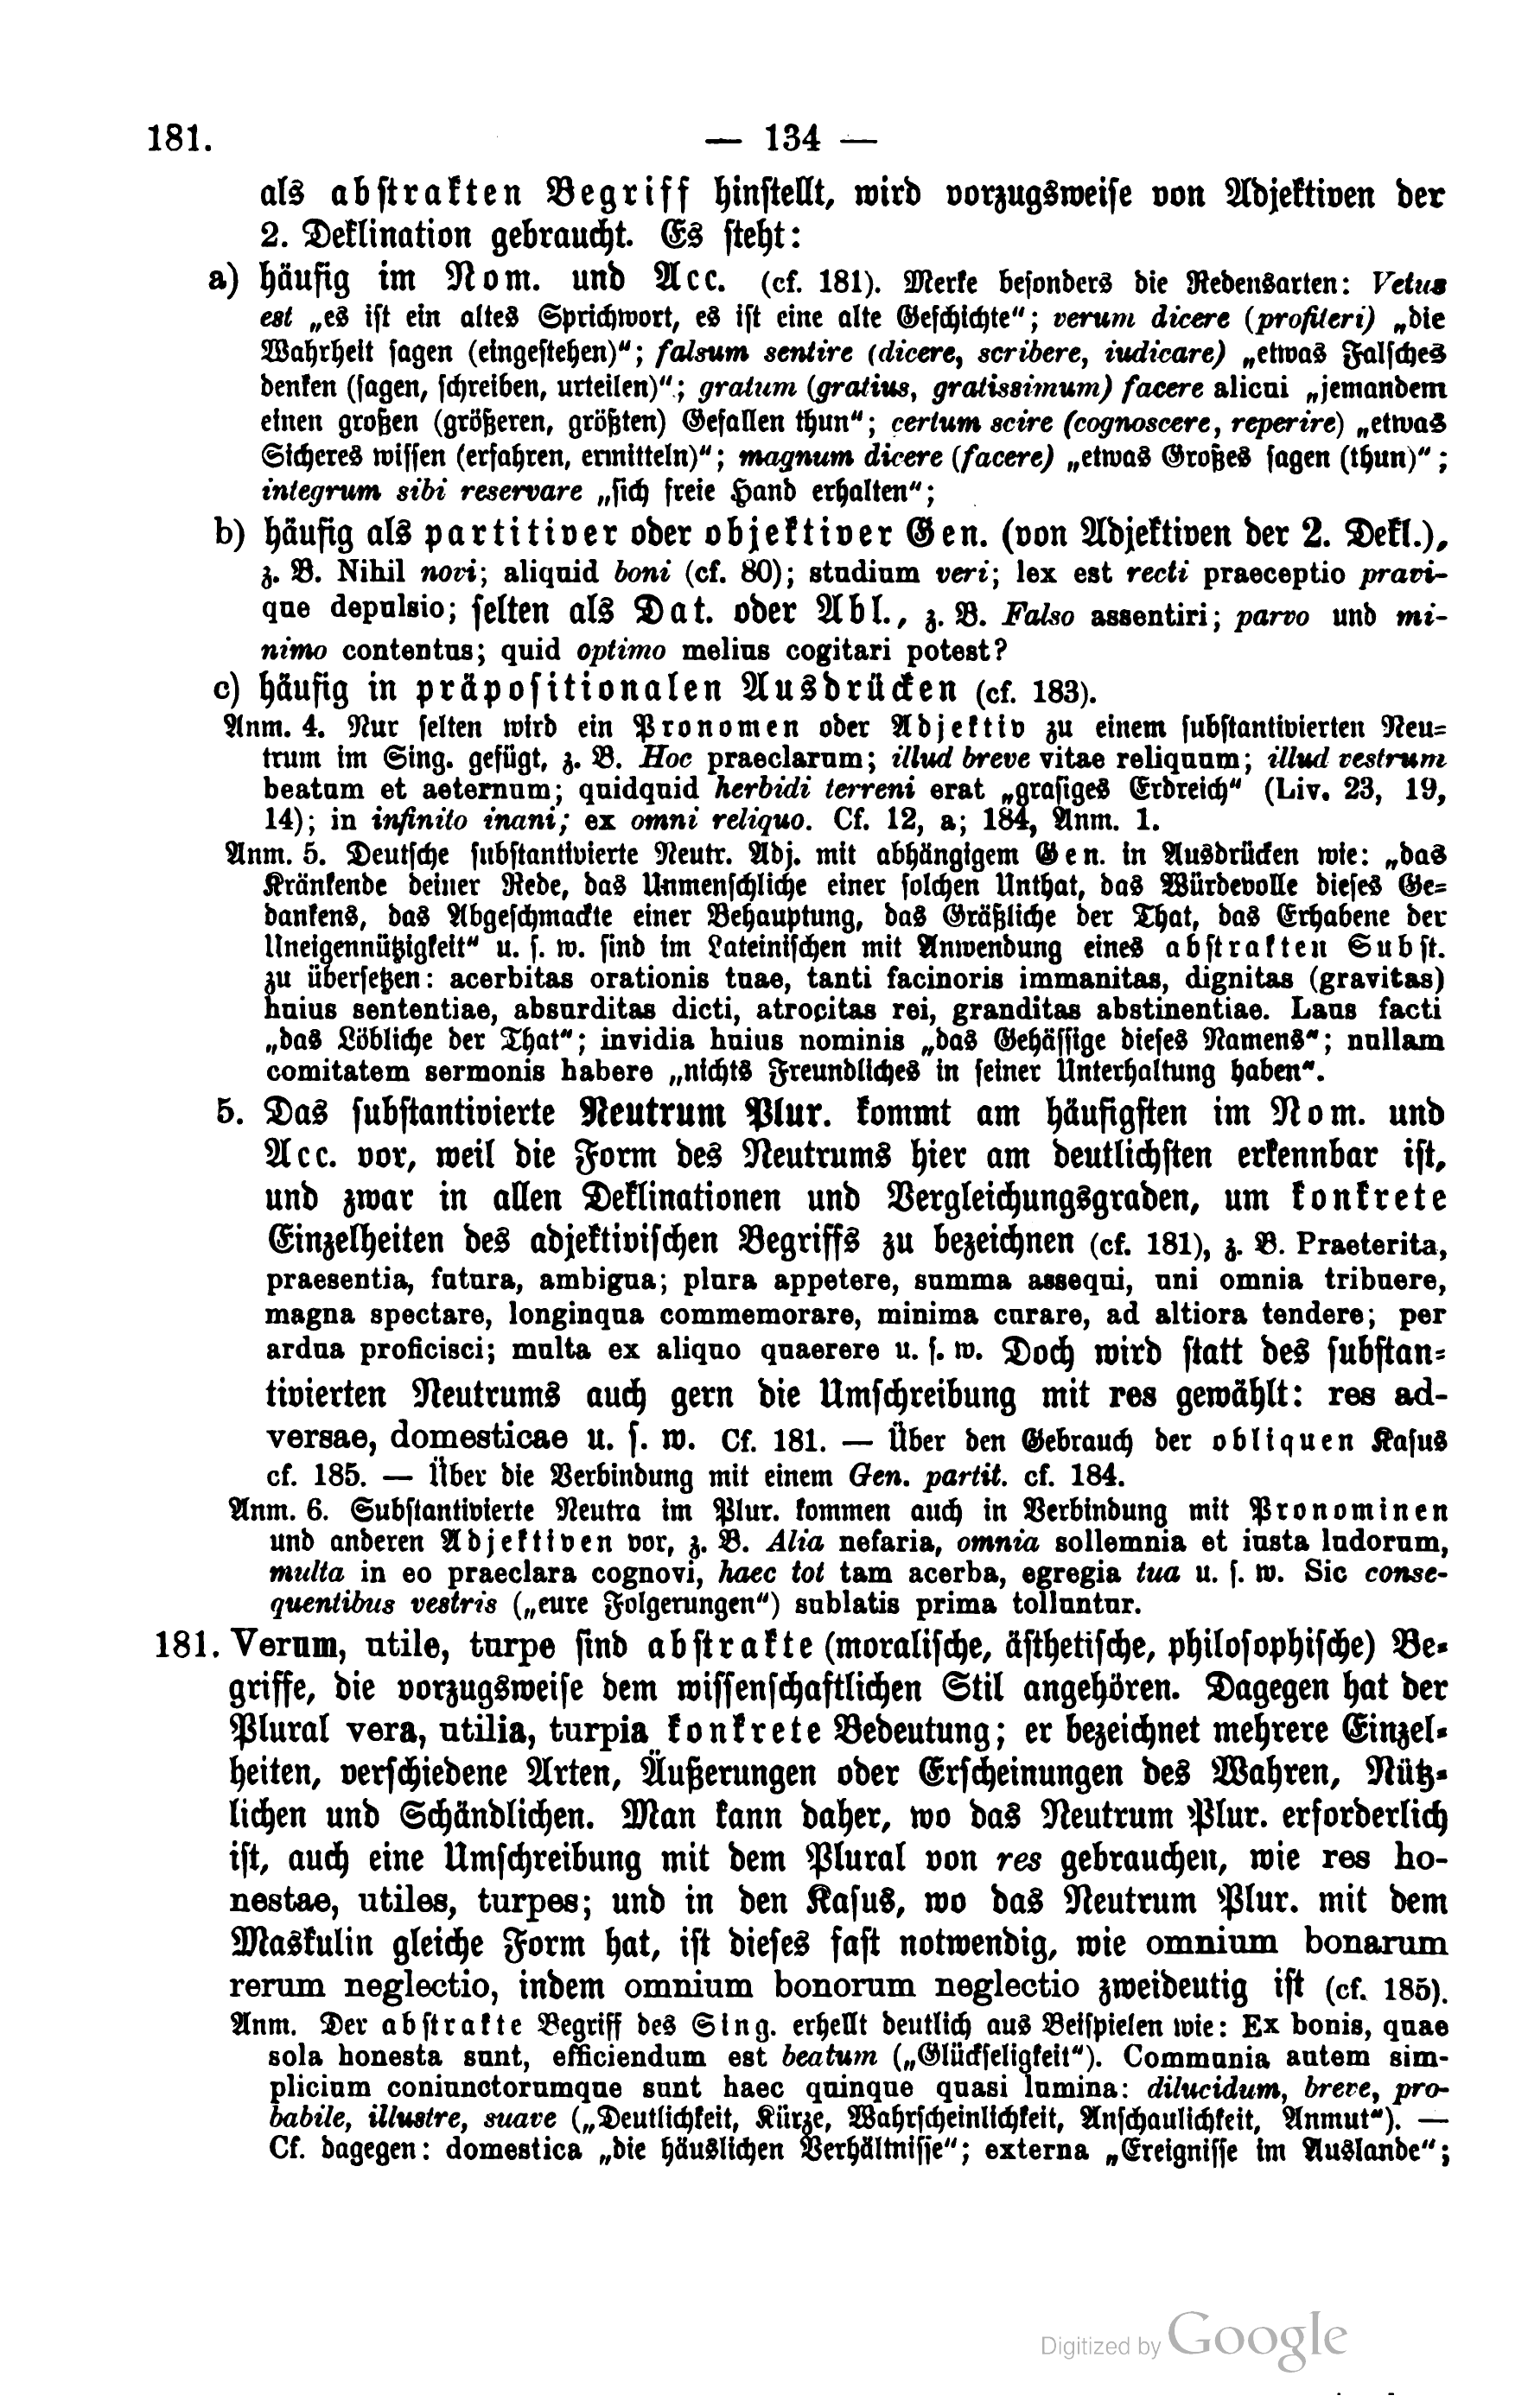 181. — 134 —
als abstrakten Begriff hinstellt, wird vorzugsweise von Adjektiven der
2. Deklination gebraucht. Es steht:
a) häufig im Nom. und Acc. (cf. 181). Merke besonders die Redensarten: Vetus
est „es ist ein altes Sprichwort, es ist eine alte Geschichte“; verum dicere (profiteri) „die
Wahrheit sagen (eingestehen)“; falsum sentire (dicere, scribere, iudicare) „etwas Falsches
denken (sagen, schreiben, urteilen)“; gratum (gratius, gratissimum) facere alicui „jemandem
einen großen (größeren, größten) Gefallen thun“; certum scire (cognoscere, reperire) „etwas
Sicheres wissen (erfahren, ermitteln)“; magnum dicere (facere) „etwas Großes sagen (thun)“;
integrum sibi reservare „sich freie Hand erhalten“;
b) häufig als partitiver oder objektiver Gen. (von Adjektiven der 2. Dekl.),
z. B. Nihil novi; aliquid boni (cf. 80); studium veri; lex est recti praeceptio pravi-
que depulsio; selten als Dat. oder Abl., z. B. Falso assentiri; parvo und mi-
nimo contentus; quid optimo melius cogitari potest?
c) häufig in präpositionalen Ausdrücken (cf. 183).
Anm. 4. Nur selten wird ein Pronomen oder Adjektiv zu einem substantivierten Neu-
trum im Sing. gefügt, z. B. Hoc praeclarum; illud breve vitae reliquum; illud vestrum
beatum et aeternum; quidquid herbidi terreni erat „grasiges Erdreich“ (Liv. 23, 19,
14); in infinito inani; ex omni reliquo. Cf. 12, a; 184, Anm. 1.
Anm. 5. Deutsche substantivierte Neutr. Adj. mit abhängigem Gen. in Ausdrücken wie: „das
Kränkende deiner Rede, das Unmenschliche einer solchen Unthat, das Würdevolle dieses Ge-
dankens, das Abgeschmackte einer Behauptung, das Gräßliche der That, das Erhabene der
Uneigennützigkeit“ u. s. w. sind im Lateinischen mit Anwendung eines abstrakten Subst.
zu übersetzen: acerbitas orationis tuae, tanti facinoris immanitas, dignitas (gravitas)
huius sententiae, absurditas dicti, atrocitas rei, granditas abstinentiae. Laus facti
„das Löbliche der That“; invidia huius nominis „das Gehässige dieses Namens“; nullam
comitatem sermonis habere „nichts Freundliches in seiner Unterhaltung haben“.
5. Das substantivierte Neutrum Plur. kommt am häufigsten im Nom. und
Acc. vor, weil die Form des Neutrums hier am deutlichsten erkennbar ist,
und zwar in allen Deklinationen und Vergleichungsgraden, um konkrete
Einzelheiten des adjektivischen Begriffs zu bezeichnen (cf. 181), z. B. Praeterita,
praesentia, futura, ambigua; plura appetere, summa assequi, uni omnia tribuere,
magna spectare, longinqua commemorare, minima curare, ad altiora tendere; per
ardua proficisci; multa ex aliquo quaerere u. s. w. Doch wird statt des substan-
tivierten Neutrums auch gern die Umschreibung mit res gewählt: res ad-
versae, domesticae u. s. w. Cf. 181. — Über den Gebrauch der obliquen Kasus
cf. 185. — Über die Verbindung mit einem Gen. partit. cf. 184.
Anm. 6. Substantivierte Neutra im Plur. kommen auch in Verbindung mit Pronominen
und anderen Adjektiven vor, z. B. Alia nefaria, omnia sollemnia et iusta ludorum,
multa in eo praeclara cognovi, haec tot tam acerba, egregia tua u. s. w. Sic conse-
quentibus vestris („eure Folgerungen“) sublatis prima tolluntur.
181. Verum, utile, turpe sind abstrakte (moralische, ästhetische, philosophische) Be-
griffe, die vorzugsweise dem wissenschaftlichen Stil angehören. Dagegen hat der
Plural vera, utilia, turpia konkrete Bedeutung; er bezeichnet mehrere Einzel-
heiten, verschiedene Arten, Äußerungen oder Erscheinungen des Wahren, Nütz-
lichen und Schändlichen. Man kann daher, wo das Neutrum Plur. erforderlich
ist, auch eine Umschreibung mit dem Plural von res gebrauchen, wie res ho-
nestae, utiles, turpes; und in den Kasus, wo das Neutrum Plur. mit dem
Maskulin gleiche Form hat, ist dieses fast notwendig, wie omnium bonarum
rerum neglectio, indem omnium bonorum neglectio zweideutig ist (cf. 185).
Anm. Der abstrakte Begriff des Sing. erhellt deutlich aus Beispielen wie: Ex bonis, quae
sola honesta sunt, efficiendum est beatum („Glückseligkeit“). Communia autem sim-
plicium coniunctorumque sunt haec quinque quasi lumina: dilucidum, breve, pro-
babile, illustre, suave („Deutlichkeit, Kürze, Wahrscheinlichkeit, Anschaulichkeit, Anmut“). —
Cf. dagegen: domestica „die häuslichen Verhältnisse“; externa „Ereignisse im Auslande“;
Digitized by Google